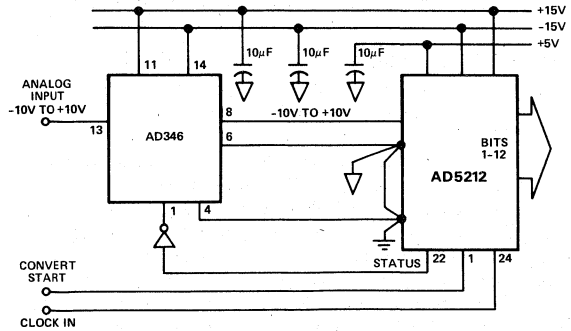 +15V
-15V
+5V
10μF
10μF
10μF
11
14
ANALOG
INPUT
-10V TO +10V
13
AD346
8
-10V TO +10V
6
BITS
1-12
AD5212
1
4
STATUS
22
1
24
CONVERT
START
CLOCK IN